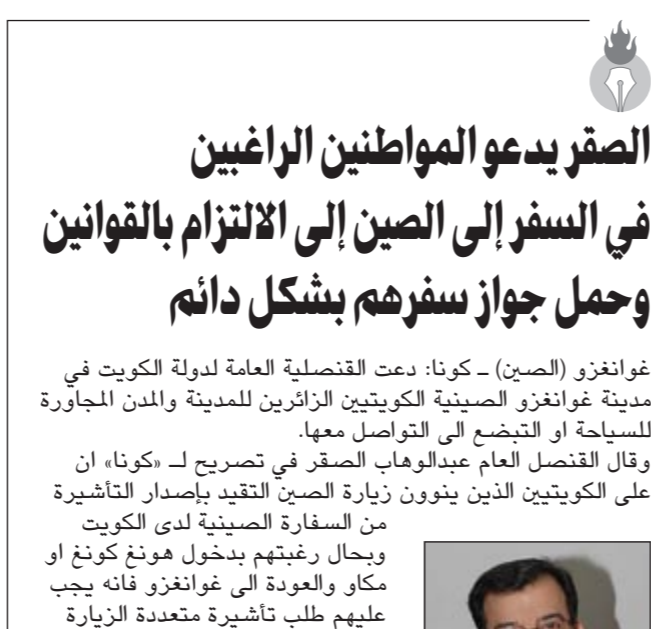 الصقر يدعو المواطنين الراغبين
في السفر إلى الصين إلى الالتزام بالقوانين
وحمل جواز سفرهم بشكل دائم
غوانغزو (الصين) ـ كونا: دعت القنصلية العامة لدولة الكويت في
مدينة غوانغزو الصينية الكويتيين الزائرين للمدينة والمدن المجاورة
للسياحة او التبضع الى التواصل معها.
وقال القنصل العام عبدالوهاب الصقر في تصريح لــ «كونا» ان
على الكويتيين الذين ينوون زيارة الصين التقيد بإصدار التأشيرة
من السفارة الصينية لدى الكويت
وبحال رغبتهم بدخول هونغ كونغ او
مكاو والعودة الى غوانغزو فانه يجب
عليهم طلب تأشيرة متعددة الزيارة